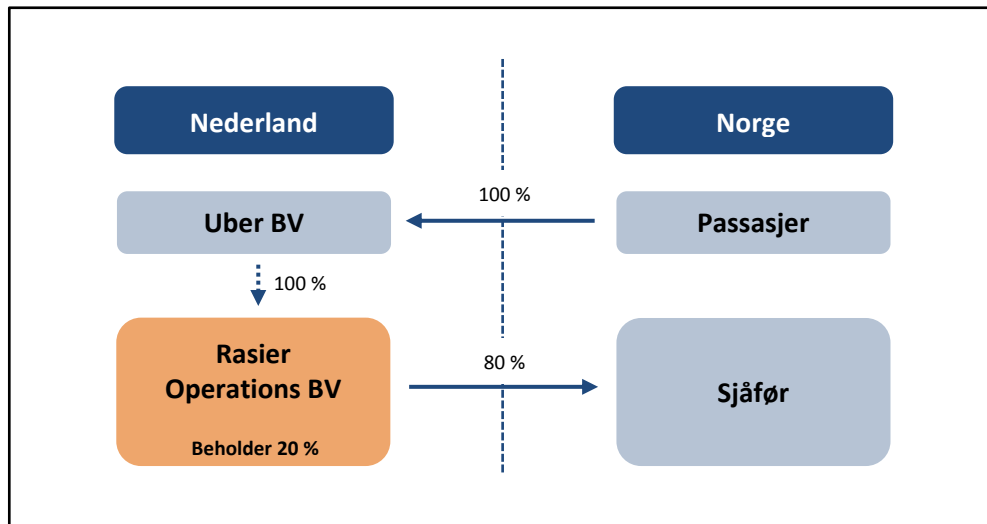 Nederland
Norge
100 %
Uber BV
Passasjer
100 %
Rasier
Operations BV
Beholder 20 %
80 %
Sjåfør